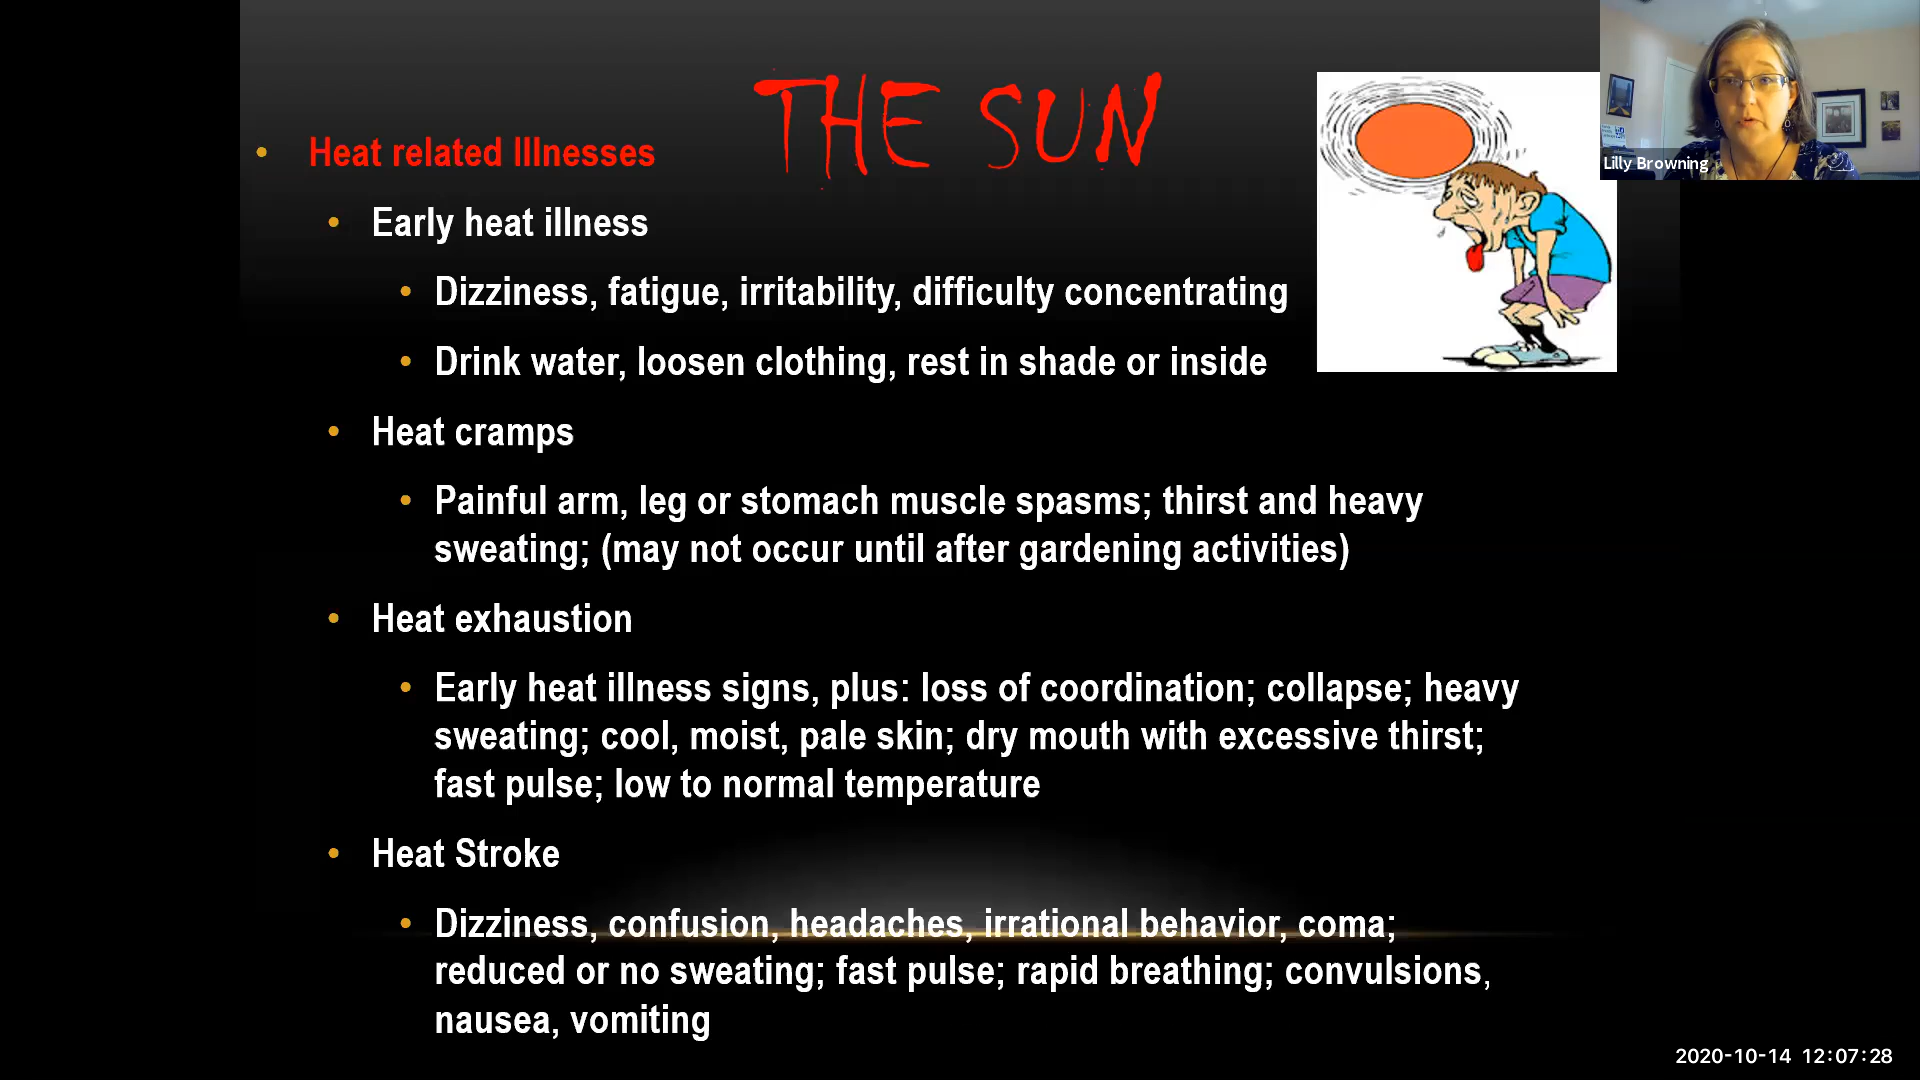 THE SUN
Lilly Browning
Heat related Illnesses
Early heat illness
Dizziness, fatigue, irritability, difficulty concentrating
Drink water, loosen clothing, rest in shade or inside
Heat cramps
Painful arm, leg or stomach muscle spasms; thirst and heavy
sweating; (may not occur until after gardening activities)
Heat exhaustion
Early heat illness signs, plus: loss of coordination; collapse; heavy
sweating; cool, moist, pale skin; dry mouth with excessive thirst;
fast pulse; low to normal temperature
Heat Stroke
Dizziness, confusion, headaches, irrational behavior, coma;
reduced or no sweating; fast pulse; rapid breathing; convulsions,
nausea, vomiting
2020-10-14 12:07:28